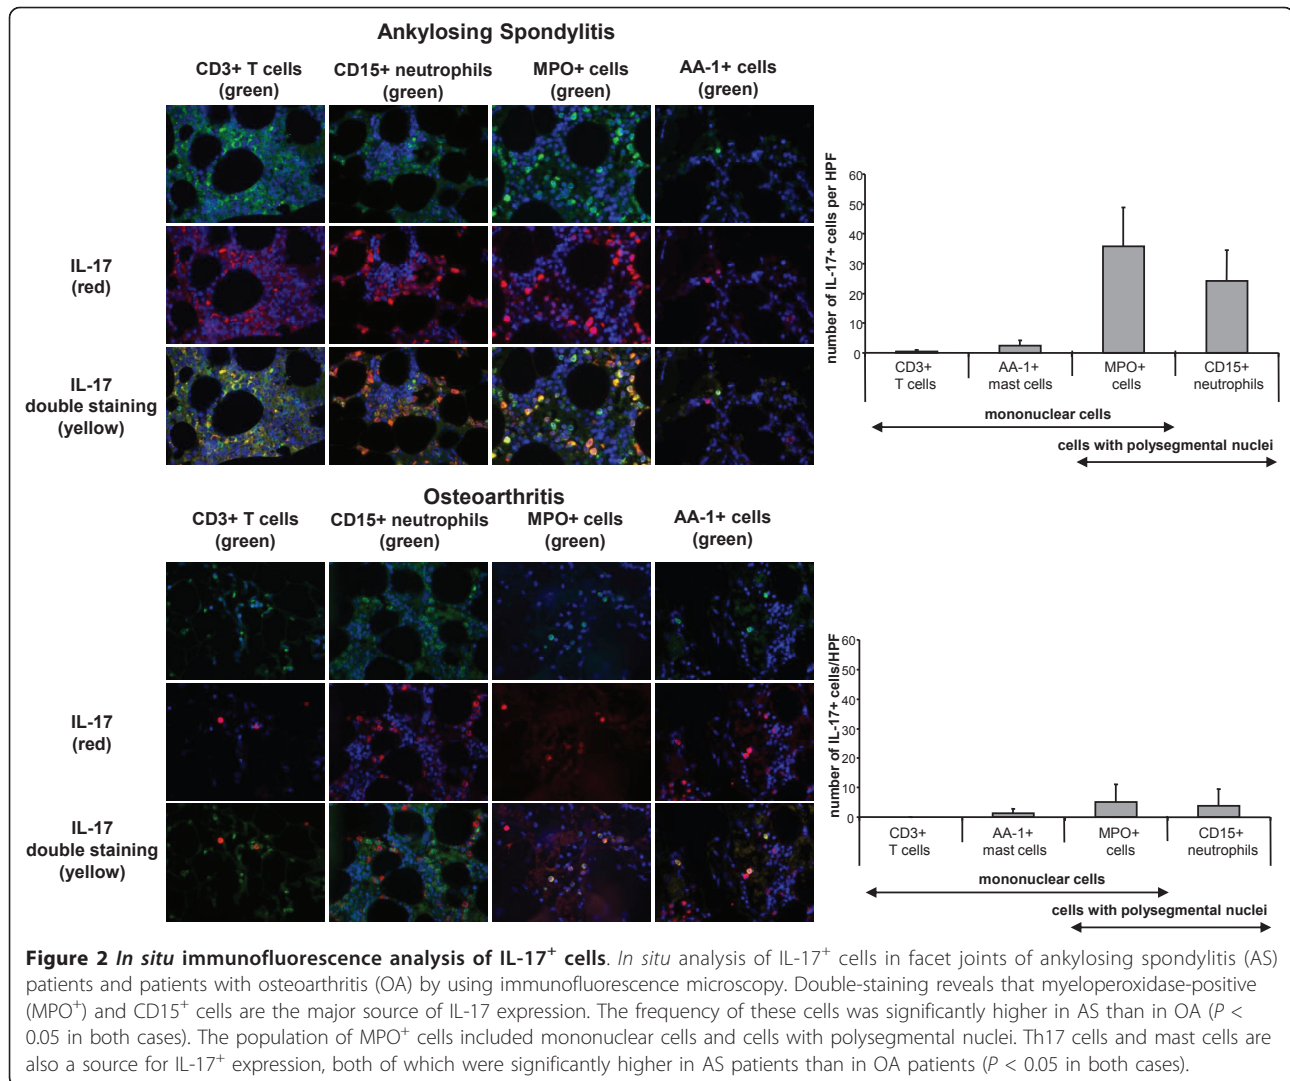 Ankylosing Spondylitis
CD3+ T cells
(green)
CD15+ neutrophils
(green)
MPO+ cells
(green)
AA-1+ cells
(green)
IL-17
(red)
IL-17
double staining
(yellow)
number of IL-17+ cells per HPF
60
50
40
30
20
10
0
CD3+
T cells
AA-1+
mast cells
MPO+
cells
CD15+
neutrophils
mononuclear cells
cells with polysegmental nuclei
Osteoarthritis
CD3+ T cells
(green)
CD15+ neutrophils
(green)
MPO+ cells
(green)
AA-1+ cells
(green)
IL-17
(red)
IL-17
double staining
(yellow)
number of IL-17+ cells/HPF
60
50
40
30
20
10
0
CD3+
T cells
AA-1+
mast cells
MPO+
cells
CD15+
neutrophils
mononuclear cells
cells with polysegmental nuclei
Figure 2 In situ immunofluorescence analysis of IL-17⁺ cells. In situ analysis of IL-17⁺ cells in facet joints of ankylosing spondylitis (AS)
patients and patients with osteoarthritis (OA) by using immunofluorescence microscopy. Double-staining reveals that myeloperoxidase-positive
(MPO⁺) and CD15⁺ cells are the major source of IL-17 expression. The frequency of these cells was significantly higher in AS than in OA (P <
0.05 in both cases). The population of MPO⁺ cells included mononuclear cells and cells with polysegmental nuclei. Th17 cells and mast cells are
also a source for IL-17⁺ expression, both of which were significantly higher in AS patients than in OA patients (P < 0.05 in both cases).